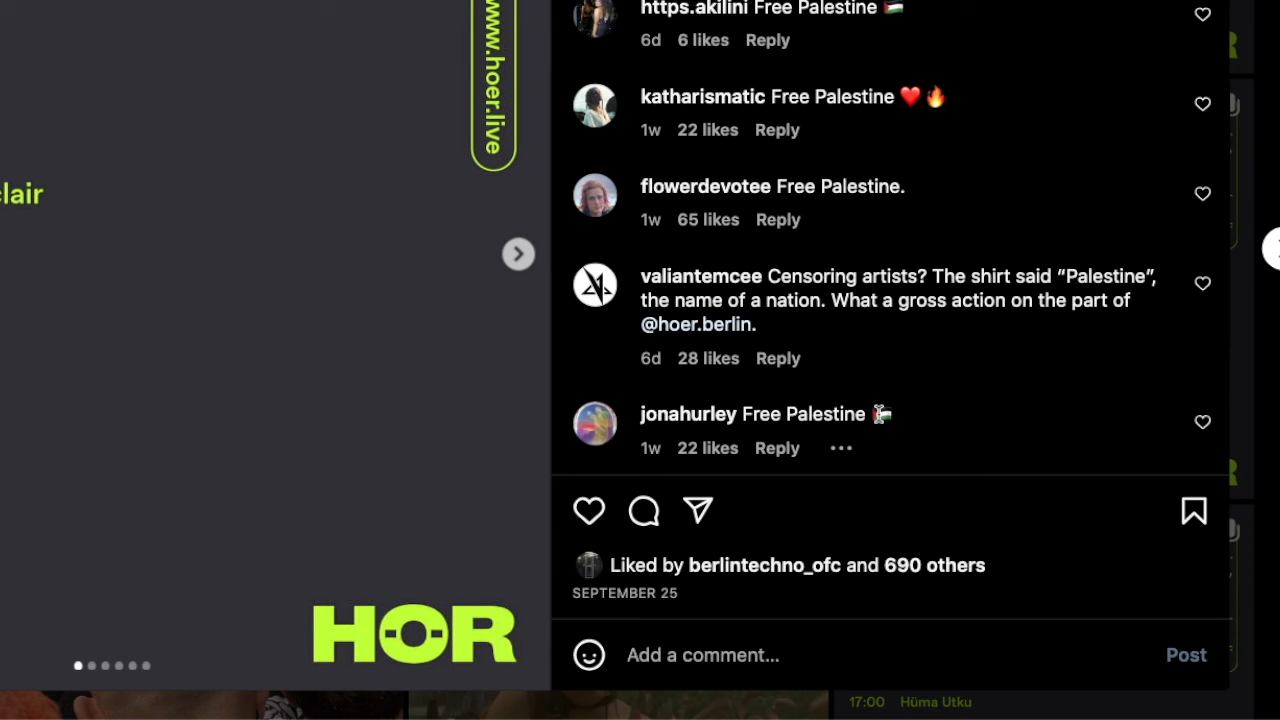 www.hoer.live
clair
HOR
https.akilini Free Palestine 🇵🇸
6d 6 likes Reply
katharismatic Free Palestine ❤️🔥
1w 22 likes Reply
flowerdevotee Free Palestine.
1w 65 likes Reply
valiantemcee Censoring artists? The shirt said “Palestine”,
the name of a nation. What a gross action on the part of
@hoer.berlin.
6d 28 likes Reply
jonahurley Free Palestine 🇵🇸
1w 22 likes Reply ...
Liked by berlintechno_ofc and 690 others
SEPTEMBER 25
Add a comment... Post
17:00 Hüma Utku